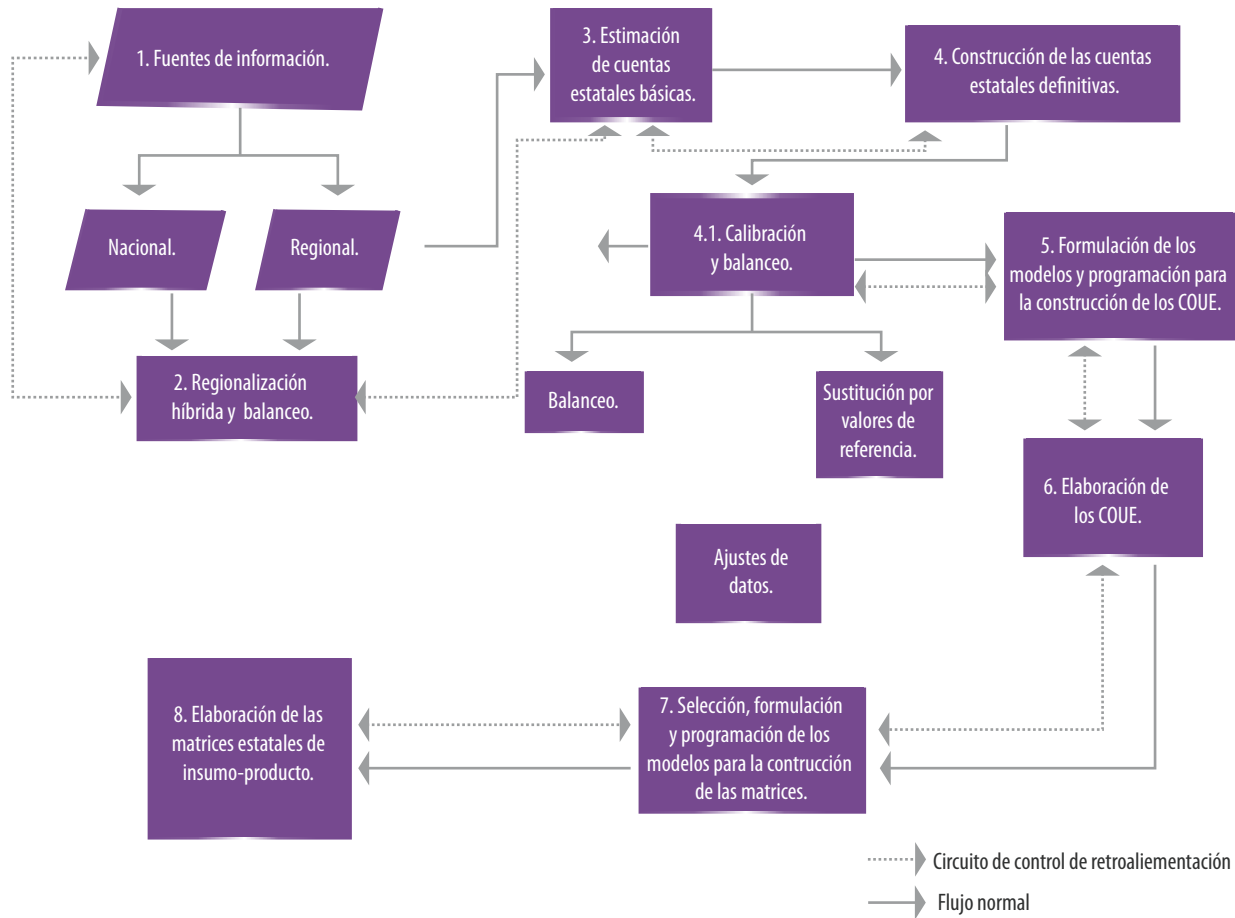 1. Fuentes de información.
3. Estimación
de cuentas
estatales básicas.
4. Construcción de las cuentas
estatales definitivas.
Nacional.
Regional.
4.1. Calibración
y balanceo.
5. Formulación de los
modelos y programación para
la construcción de los COUE.
2. Regionalización
híbrida y balanceo.
Balanceo.
Sustitución por
valores de
referencia.
6. Elaboración de
los COUE.
Ajustes de
datos.
8. Elaboración de las
matrices estatales de
insumo-producto.
7. Selección, formulación
y programación de los
modelos para la contrucción
de las matrices.
Circuito de control de retroaliementación
Flujo normal